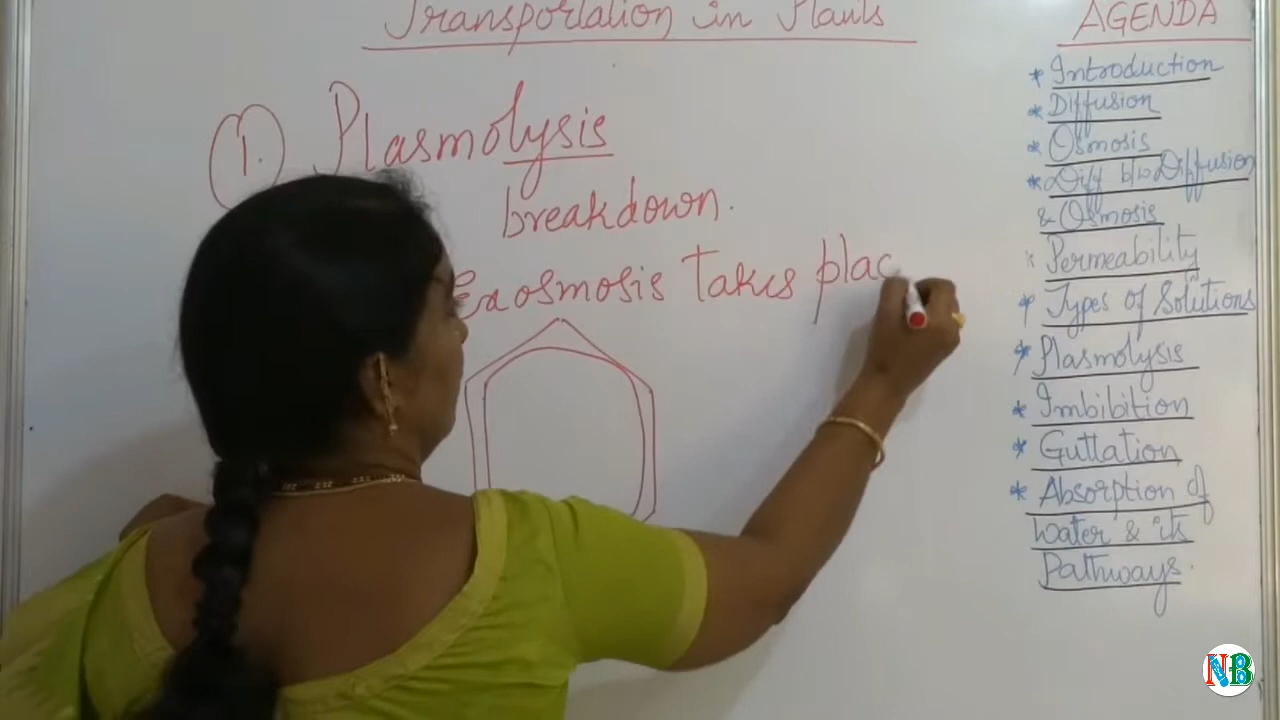 Transportation in Plants
1. Plasmolysis
breakdown.
Exosmosis takes plac
AGENDA
* Introduction
* Diffusion
* Osmosis
* Diff b/w Diffusion
& Osmosis
* Permeability
* Types of Solutions
* Plasmolysis
* Imbibition
* Guttation
* Absorption of
Water & its
Pathways.
NB